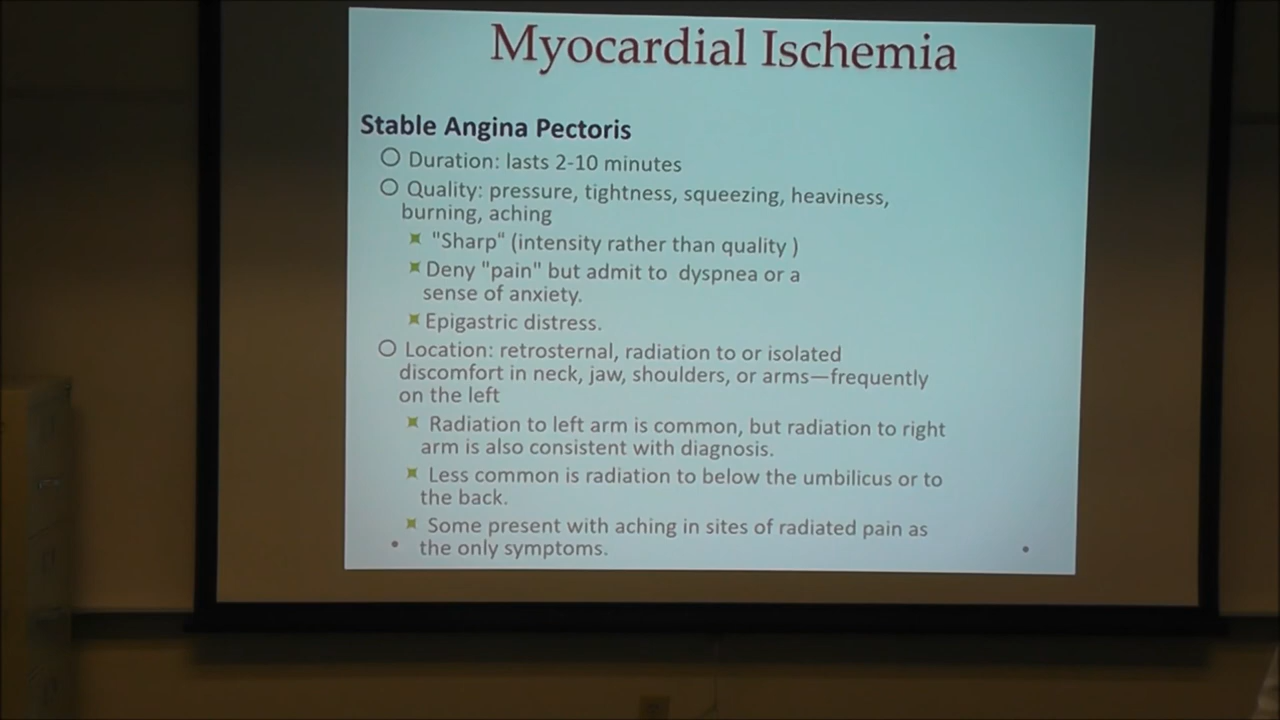 Myocardial Ischemia
Stable Angina Pectoris
Duration: lasts 2-10 minutes
Quality: pressure, tightness, squeezing, heaviness,
burning, aching
"Sharp" (intensity rather than quality )
Deny "pain" but admit to dyspnea or a
sense of anxiety.
Epigastric distress.
Location: retrosternal, radiation to or isolated
discomfort in neck, jaw, shoulders, or arms—frequently
on the left
Radiation to left arm is common, but radiation to right
arm is also consistent with diagnosis.
Less common is radiation to below the umbilicus or to
the back.
Some present with aching in sites of radiated pain as
the only symptoms.